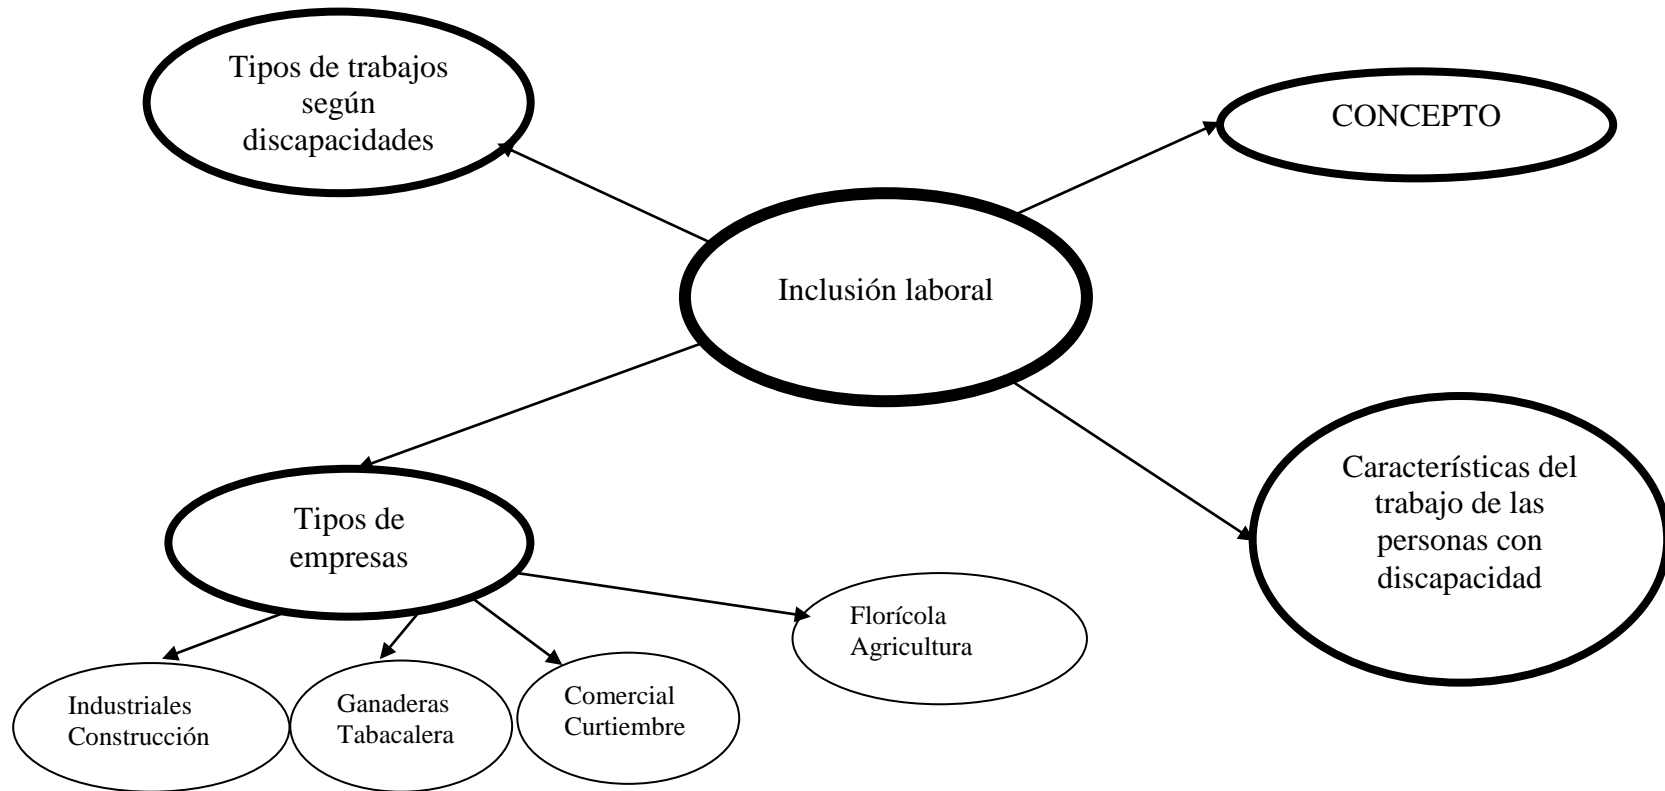 Tipos de trabajos
según
discapacidades
CONCEPTO
Inclusión laboral
Características del
trabajo de las
personas con
discapacidad
Tipos de
empresas
Florícola
Agricultura
Industriales
Construcción
Ganaderas
Tabacalera
Comercial
Curtiembre